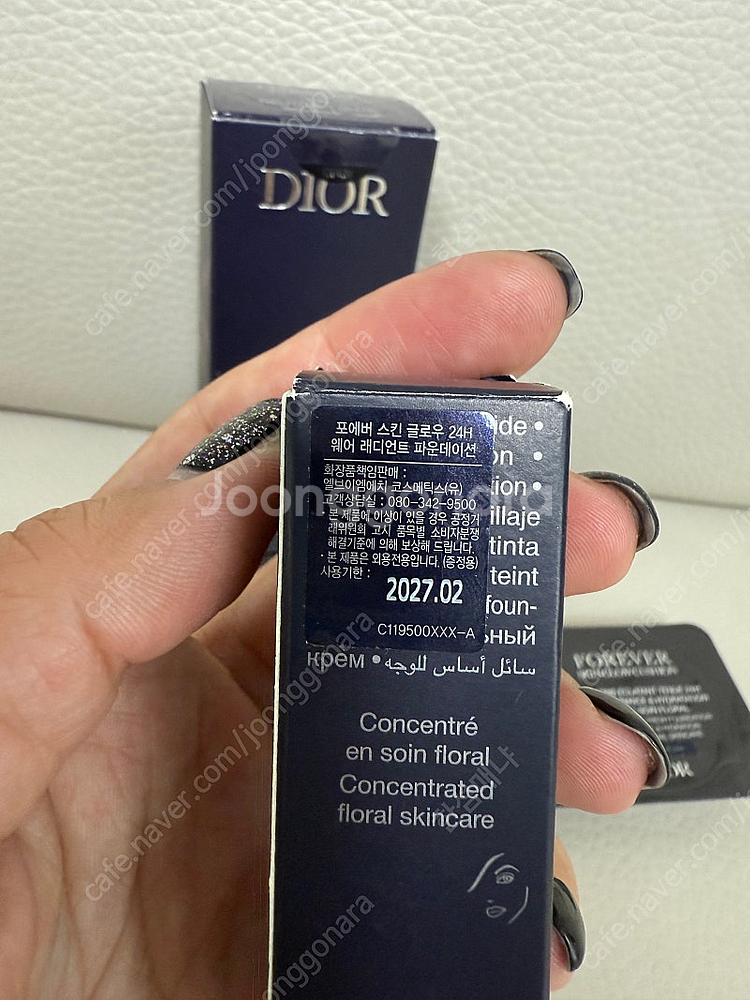 DIOR
포에버 스킨 글로우 24H
웨어 래디언트 파운데이션
화장품책임판매 :
엘브이엠에치 코스메틱스(유)
고객상담실 : 080-342-9500
· 본 제품에 이상이 있을 경우 공정거
래위원회 고시 품목별 소비자분쟁
해결기준에 의해 보상해 드립니다.
· 본 제품은 외용전용입니다. (증정용)
사용기한 :
2027.02
C119500XXX-A
ide •
on •
tion •
illaje
tinta
teint
foun-
ьный
крем • سائل أساس للوجه
Concentré
en soin floral
Concentrated
floral skincare
FOREVER
Joonggonara
cafe.naver.com/joonggonara